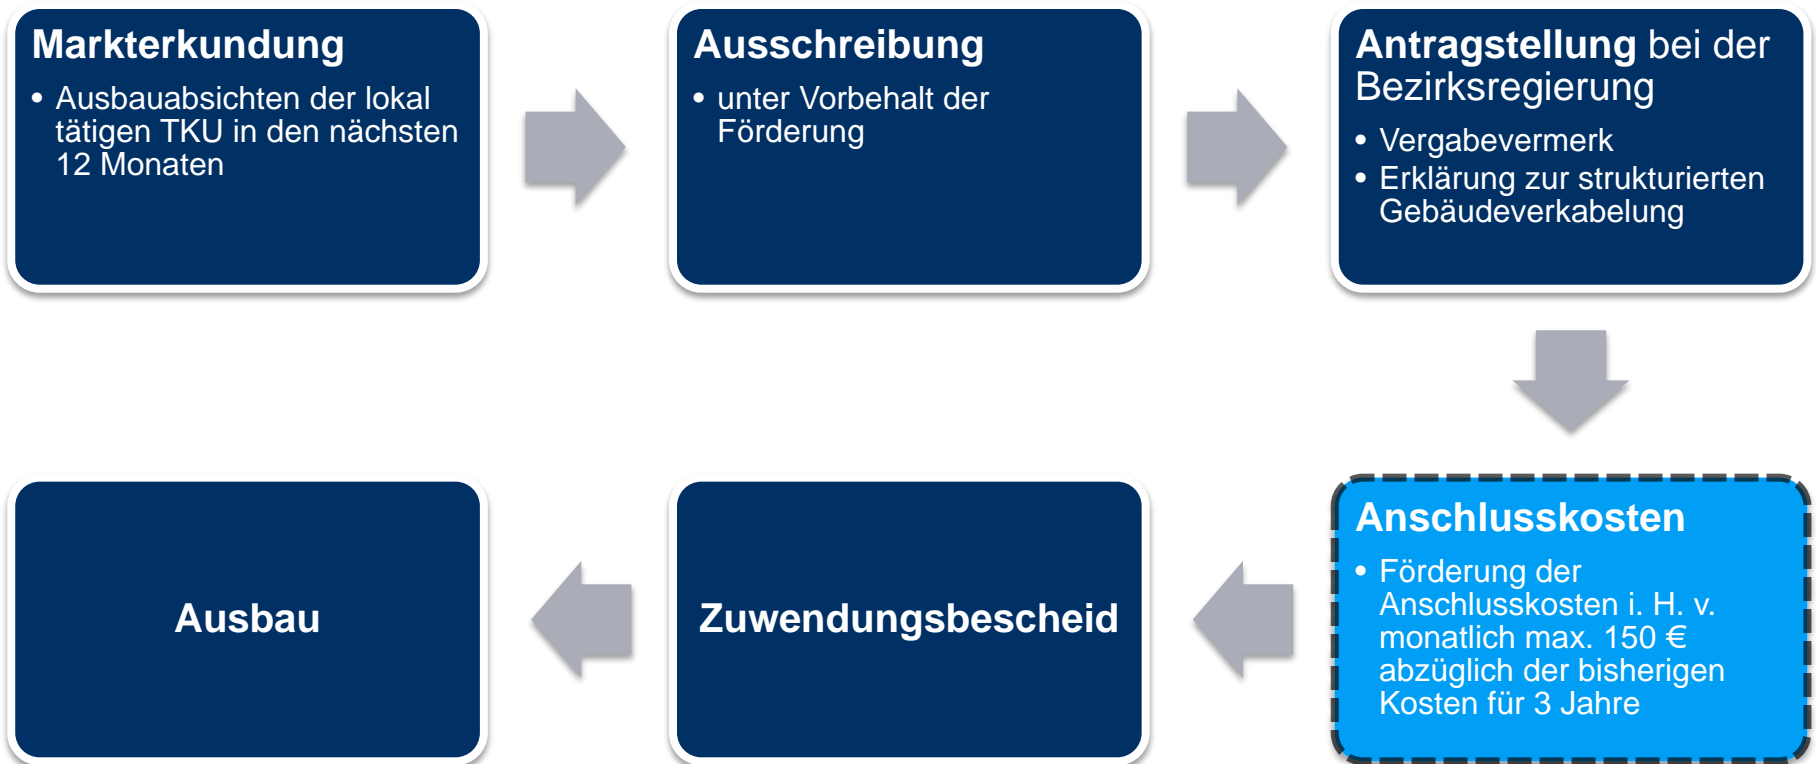 Markterkundung
• Ausbauabsichten der lokal
tätigen TKU in den nächsten
12 Monaten
Ausschreibung
• unter Vorbehalt der
Förderung
Antragstellung bei der
Bezirksregierung
• Vergabevermerk
• Erklärung zur strukturierten
Gebäudeverkabelung
Anschlusskosten
• Förderung der
Anschlusskosten i. H. v.
monatlich max. 150 €
abzüglich der bisherigen
Kosten für 3 Jahre
Zuwendungsbescheid
Ausbau